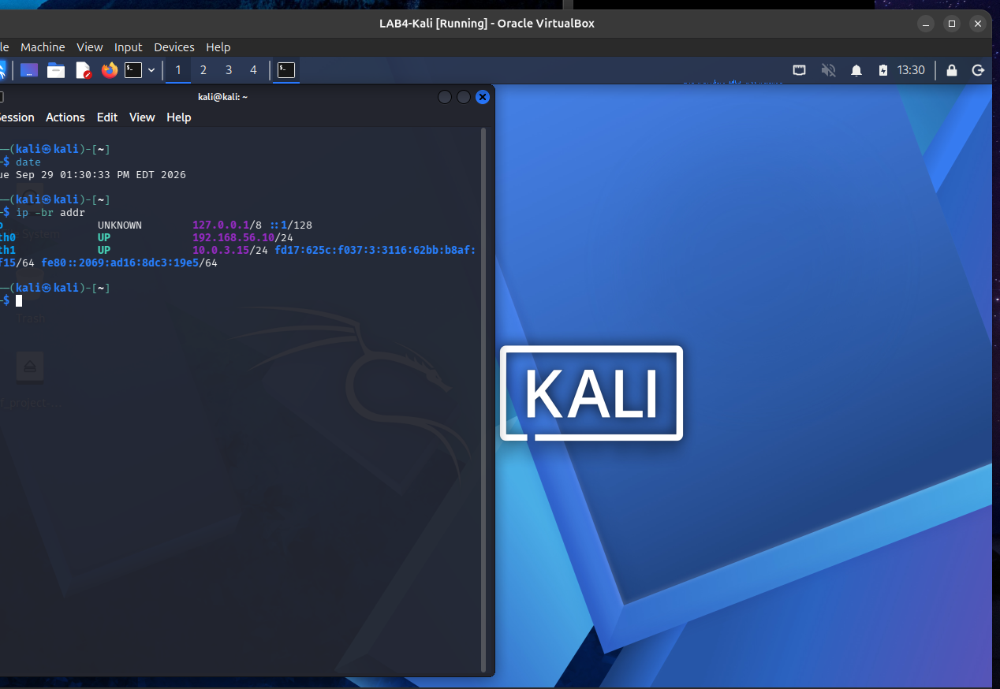 LAB4-Kali [Running] - Oracle VirtualBox
le Machine View Input Devices Help
1 2 3 4 13:30
kali@kali: ~
ession Actions Edit View Help
(kali㉿kali)-[~]
$ date
ue Sep 29 01:30:33 PM EDT 2026
(kali㉿kali)-[~]
$ ip -br addr
o UNKNOWN 127.0.0.1/8 ::1/128
th0 UP 192.168.56.10/24
th1 UP 10.0.3.15/24 fd17:625c:f037:3:3116:62bb:b8af:
f15/64 fe80::2069:ad16:8dc3:19e5/64
(kali㉿kali)-[~]
$
System
Trash
f_project-...
KALI